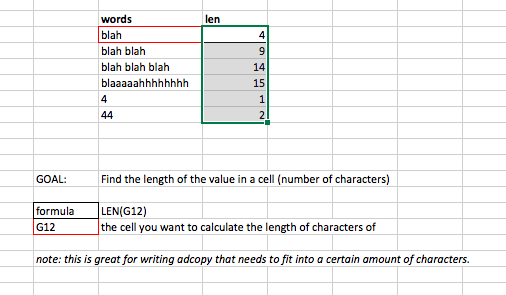 words len
blah 4
blah blah 9
blah blah blah 14
blaaaaahhhhhhhh 15
4 1
44 2
GOAL: Find the length of the value in a cell (number of characters)
formula LEN(G12)
G12 the cell you want to calculate the length of characters of
note: this is great for writing adcopy that needs to fit into a certain amount of characters.